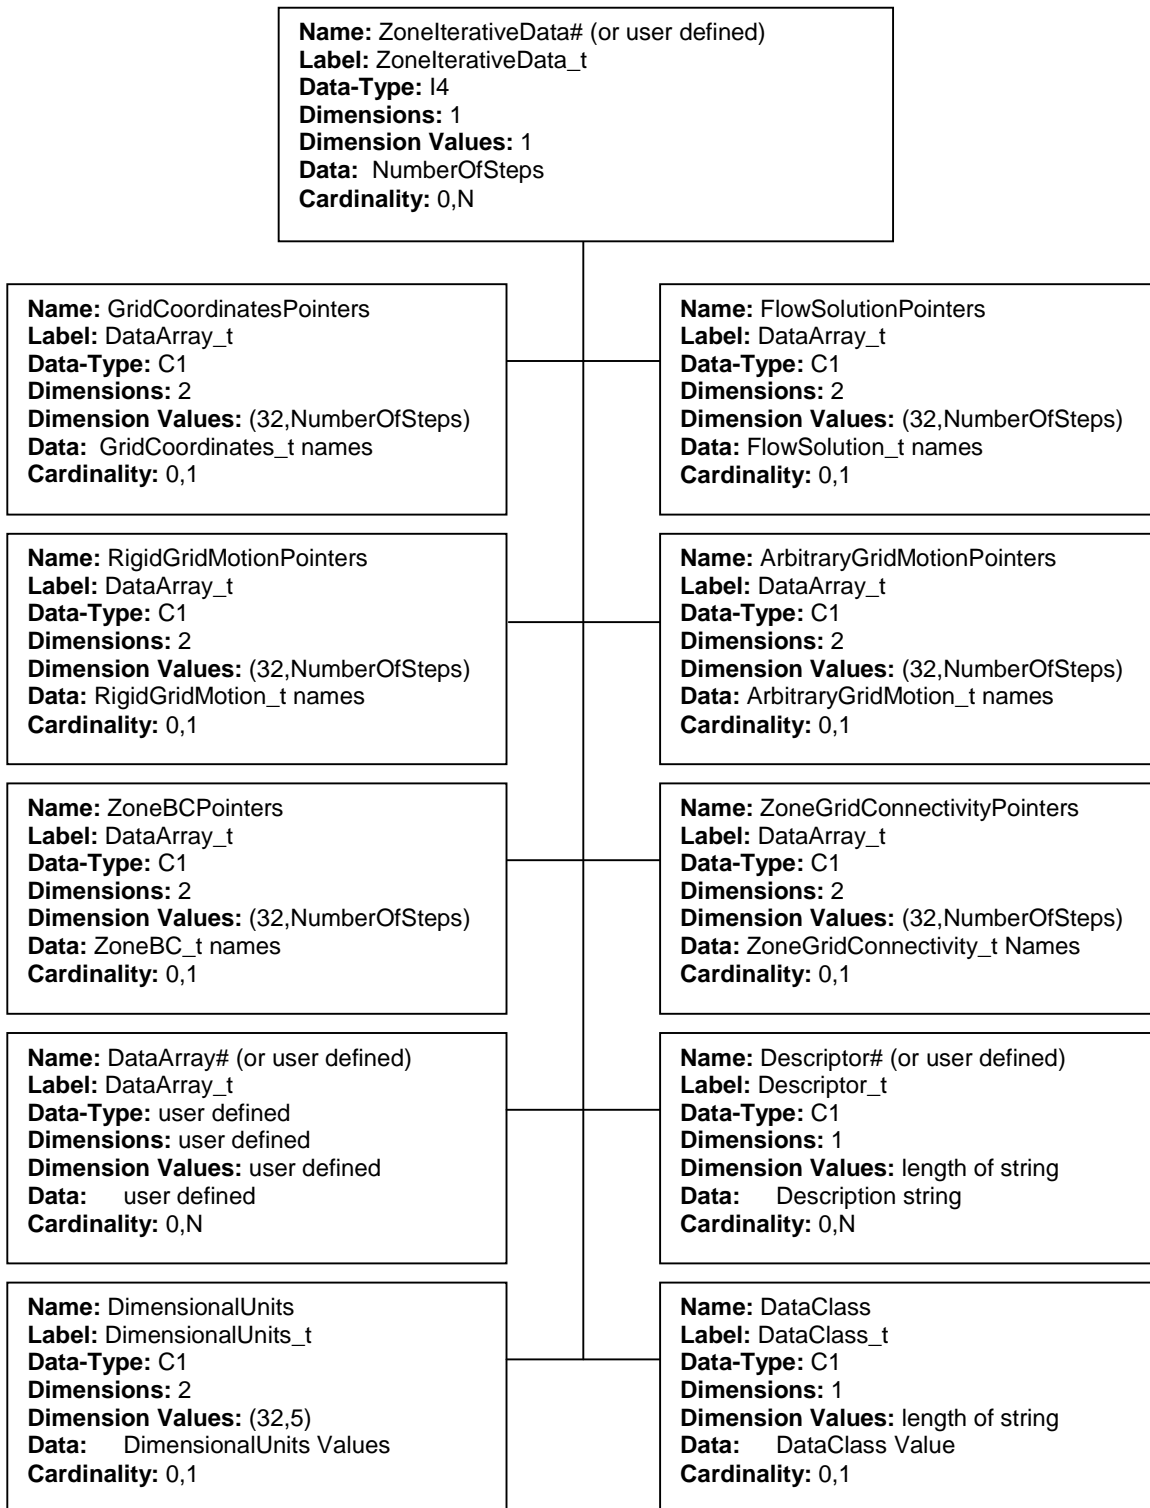 Name: ZoneIterativeData# (or user defined)
Label: ZoneIterativeData_t
Data-Type: I4
Dimensions: 1
Dimension Values: 1
Data: NumberOfSteps
Cardinality: 0,N
Name: GridCoordinatesPointers
Label: DataArray_t
Data-Type: C1
Dimensions: 2
Dimension Values: (32,NumberOfSteps)
Data: GridCoordinates_t names
Cardinality: 0,1
Name: FlowSolutionPointers
Label: DataArray_t
Data-Type: C1
Dimensions: 2
Dimension Values: (32,NumberOfSteps)
Data: FlowSolution_t names
Cardinality: 0,1
Name: RigidGridMotionPointers
Label: DataArray_t
Data-Type: C1
Dimensions: 2
Dimension Values: (32,NumberOfSteps)
Data: RigidGridMotion_t names
Cardinality: 0,1
Name: ArbitraryGridMotionPointers
Label: DataArray_t
Data-Type: C1
Dimensions: 2
Dimension Values: (32,NumberOfSteps)
Data: ArbitraryGridMotion_t names
Cardinality: 0,1
Name: ZoneBCPointers
Label: DataArray_t
Data-Type: C1
Dimensions: 2
Dimension Values: (32,NumberOfSteps)
Data: ZoneBC_t names
Cardinality: 0,1
Name: ZoneGridConnectivityPointers
Label: DataArray_t
Data-Type: C1
Dimensions: 2
Dimension Values: (32,NumberOfSteps)
Data: ZoneGridConnectivity_t Names
Cardinality: 0,1
Name: DataArray# (or user defined)
Label: DataArray_t
Data-Type: user defined
Dimensions: user defined
Dimension Values: user defined
Data: user defined
Cardinality: 0,N
Name: Descriptor# (or user defined)
Label: Descriptor_t
Data-Type: C1
Dimensions: 1
Dimension Values: length of string
Data: Description string
Cardinality: 0,N
Name: DimensionalUnits
Label: DimensionalUnits_t
Data-Type: C1
Dimensions: 2
Dimension Values: (32,5)
Data: DimensionalUnits Values
Cardinality: 0,1
Name: DataClass
Label: DataClass_t
Data-Type: C1
Dimensions: 1
Dimension Values: length of string
Data: DataClass Value
Cardinality: 0,1